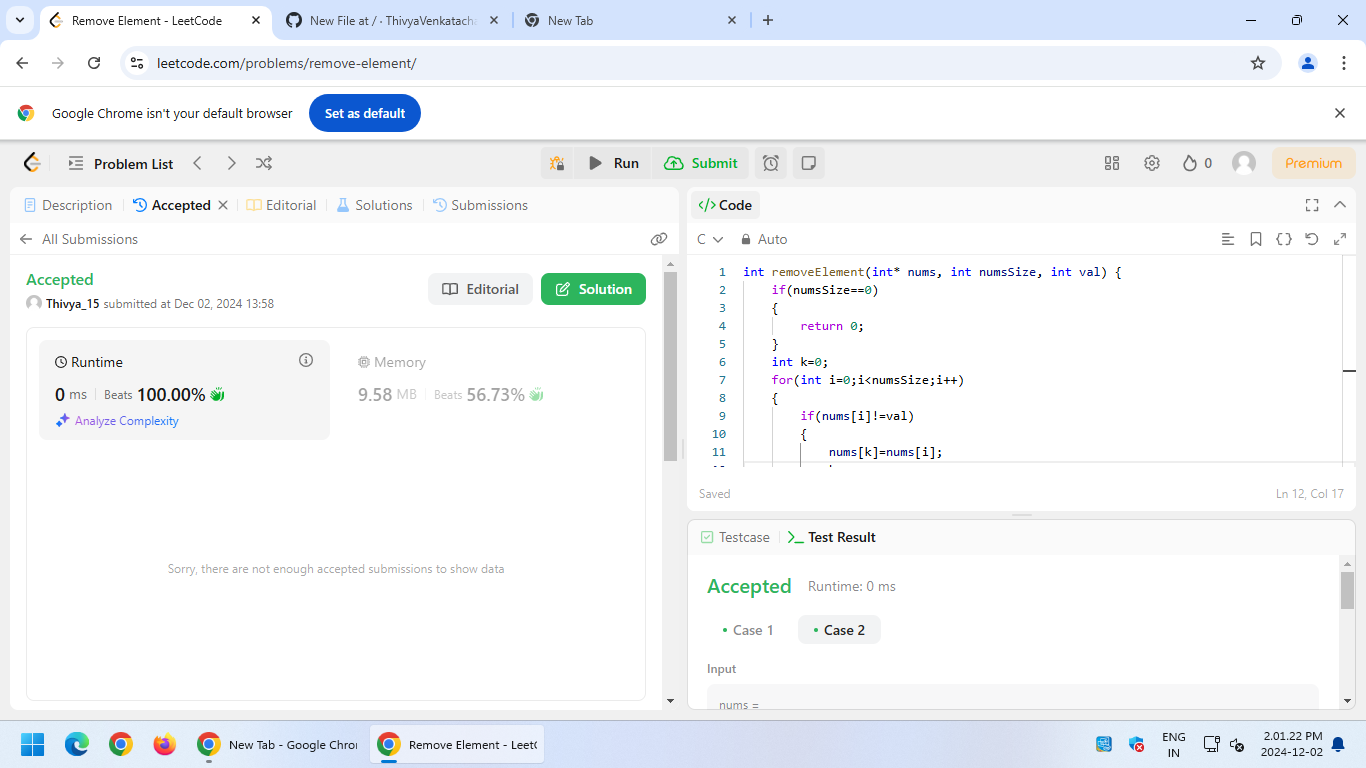 Remove Element - LeetCode
New File at / · ThivyaVenkatacha
New Tab
leetcode.com/problems/remove-element/
Google Chrome isn't your default browser
Set as default
Problem List
Run
Submit
0
Premium
Description
Accepted
Editorial
Solutions
Submissions
All Submissions
Accepted
Thivya_15 submitted at Dec 02, 2024 13:58
Editorial
Solution
Runtime
0 ms
Beats 100.00%
Analyze Complexity
Memory
9.58 MB
Beats 56.73%
Sorry, there are not enough accepted submissions to show data
</> Code
C
Auto
1 int removeElement(int* nums, int numsSize, int val) {
2 if(numsSize==0)
3 {
4 return 0;
5 }
6 int k=0;
7 for(int i=0;i<numsSize;i++)
8 {
9 if(nums[i]!=val)
10 {
11 nums[k]=nums[i];
Saved
Ln 12, Col 17
Testcase
Test Result
Accepted
Runtime: 0 ms
• Case 1
• Case 2
Input
nums =
New Tab - Google Chro
Remove Element - Leet
ENG
IN
2.01.22 PM
2024-12-02